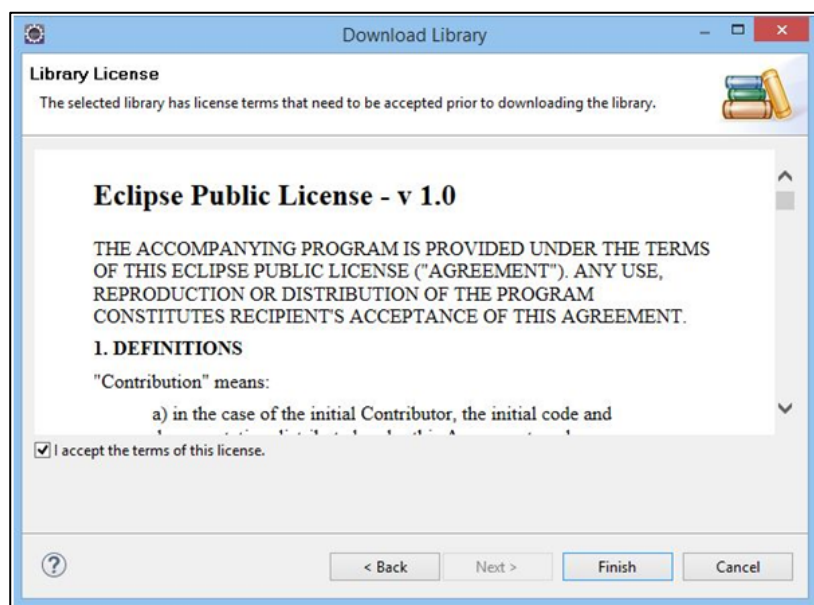 Download Library
Library License
The selected library has license terms that need to be accepted prior to downloading the library.
Eclipse Public License - v 1.0
THE ACCOMPANYING PROGRAM IS PROVIDED UNDER THE TERMS
OF THIS ECLIPSE PUBLIC LICENSE ("AGREEMENT"). ANY USE,
REPRODUCTION OR DISTRIBUTION OF THE PROGRAM
CONSTITUTES RECIPIENT'S ACCEPTANCE OF THIS AGREEMENT.
1. DEFINITIONS
"Contribution" means:
a) in the case of the initial Contributor, the initial code and
I accept the terms of this license.
? < Back Next > Finish Cancel